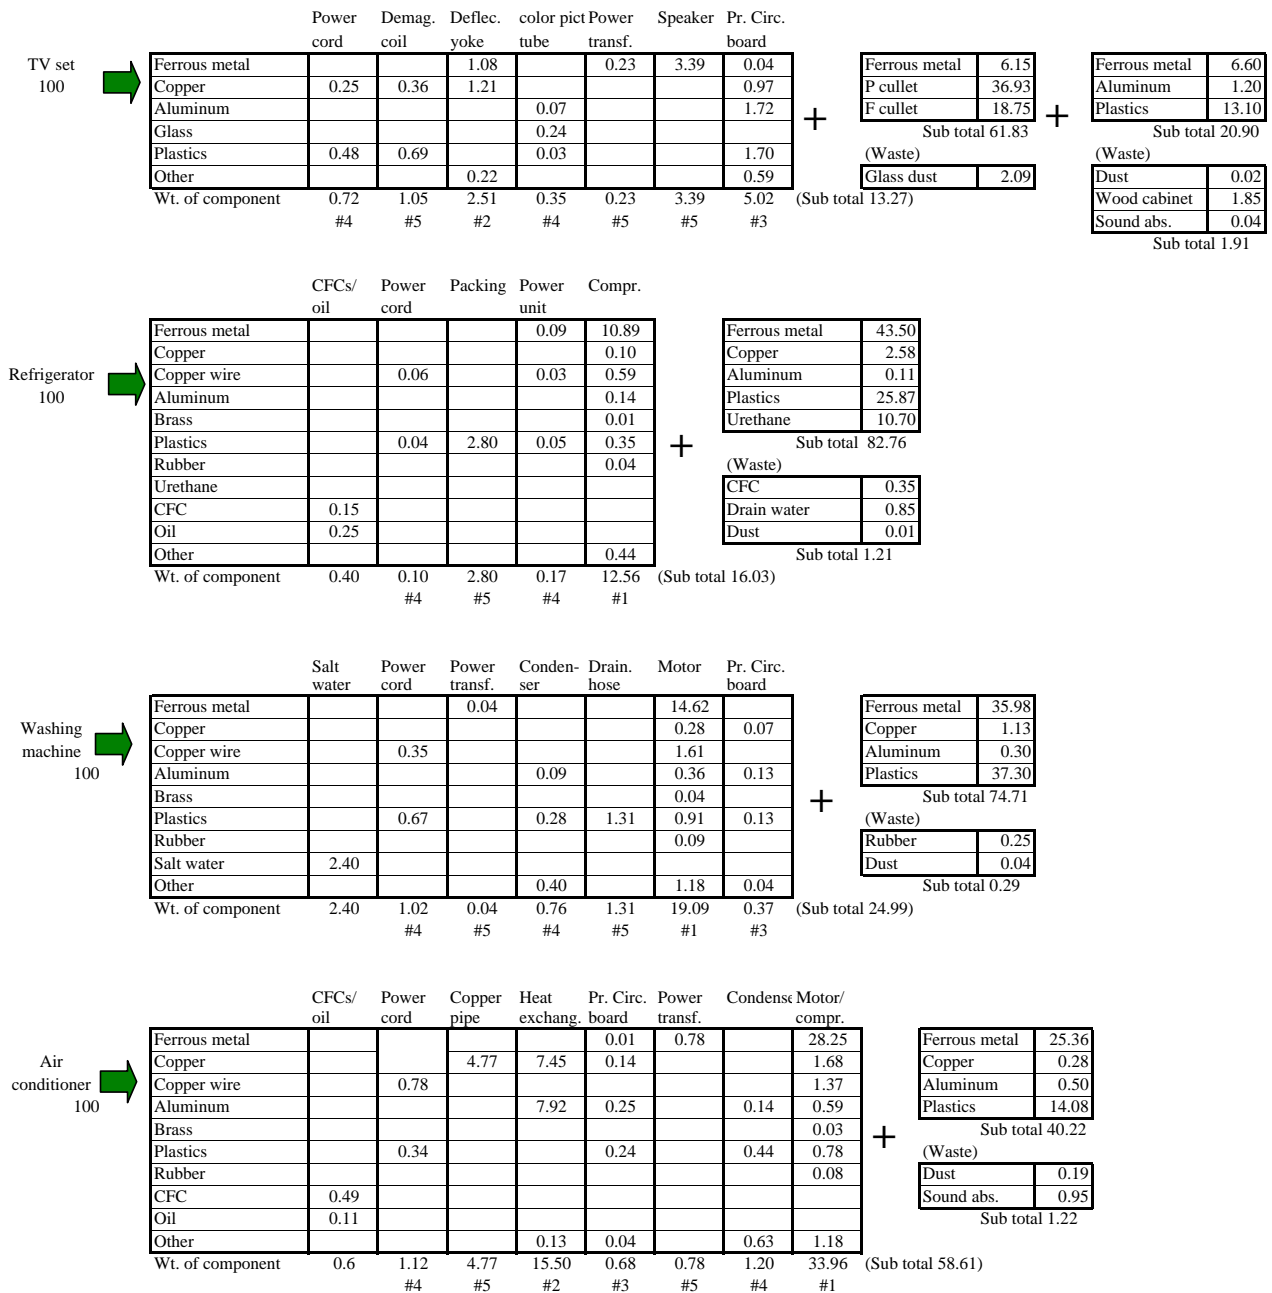 Power Demag. Deflec. color pict Power Speaker Pr. Circ.
cord coil yoke tube transf. board
TV set
100
Ferrous metal 1.08 0.23 3.39 0.04
Copper 0.25 0.36 1.21 0.97
Aluminum 0.07 1.72
Glass 0.24
Plastics 0.48 0.69 0.03 1.70
Other 0.22 0.59
Wt. of component 0.72 1.05 2.51 0.35 0.23 3.39 5.02 (Sub total 13.27)
#4 #5 #2 #4 #5 #5 #3
+
Ferrous metal 6.15
P cullet 36.93
F cullet 18.75
Sub total 61.83
(Waste)
Glass dust 2.09
+
Ferrous metal 6.60
Aluminum 1.20
Plastics 13.10
Sub total 20.90
(Waste)
Dust 0.02
Wood cabinet 1.85
Sound abs. 0.04
Sub total 1.91
CFCs/ Power Packing Power Compr.
oil cord unit
Refrigerator
100
Ferrous metal 0.09 10.89
Copper 0.10
Copper wire 0.06 0.03 0.59
Aluminum 0.14
Brass 0.01
Plastics 0.04 2.80 0.05 0.35
Rubber 0.04
Urethane
CFC 0.15
Oil 0.25
Other 0.44
Wt. of component 0.40 0.10 2.80 0.17 12.56 (Sub total 16.03)
#4 #5 #4 #1
+
Ferrous metal 43.50
Copper 2.58
Aluminum 0.11
Plastics 25.87
Urethane 10.70
Sub total 82.76
(Waste)
CFC 0.35
Drain water 0.85
Dust 0.01
Sub total 1.21
Salt Power Power Conden- Drain. Motor Pr. Circ.
water cord transf. ser hose board
Washing
machine
100
Ferrous metal 0.04 14.62
Copper 0.28 0.07
Copper wire 0.35 1.61
Aluminum 0.09 0.36 0.13
Brass 0.04
Plastics 0.67 0.28 1.31 0.91 0.13
Rubber 0.09
Salt water 2.40
Other 0.40 1.18 0.04
Wt. of component 2.40 1.02 0.04 0.76 1.31 19.09 0.37 (Sub total 24.99)
#4 #5 #4 #5 #1 #3
+
Ferrous metal 35.98
Copper 1.13
Aluminum 0.30
Plastics 37.30
Sub total 74.71
(Waste)
Rubber 0.25
Dust 0.04
Sub total 0.29
CFCs/ Power Copper Heat Pr. Circ. Power Condense Motor/
oil cord pipe exchang. board transf. compr.
Air
conditioner
100
Ferrous metal 0.01 0.78 28.25
Copper 4.77 7.45 0.14 1.68
Copper wire 0.78 1.37
Aluminum 7.92 0.25 0.14 0.59
Brass 0.03
Plastics 0.34 0.24 0.44 0.78
Rubber 0.08
CFC 0.49
Oil 0.11
Other 0.13 0.04 0.63 1.18
Wt. of component 0.6 1.12 4.77 15.50 0.68 0.78 1.20 33.96 (Sub total 58.61)
#4 #5 #2 #3 #5 #4 #1
+
Ferrous metal 25.36
Copper 0.28
Aluminum 0.50
Plastics 14.08
Sub total 40.22
(Waste)
Dust 0.19
Sound abs. 0.95
Sub total 1.22